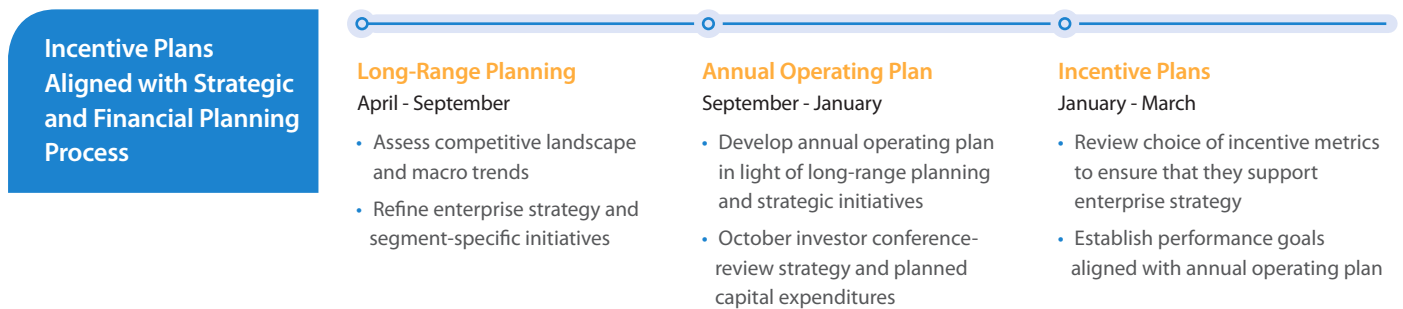 Incentive Plans
Aligned with Strategic
and Financial Planning
Process
Long-Range Planning
April - September
• Assess competitive landscape
and macro trends
• Refine enterprise strategy and
segment-specific initiatives
Annual Operating Plan
September - January
• Develop annual operating plan
in light of long-range planning
and strategic initiatives
• October investor conference-
review strategy and planned
capital expenditures
Incentive Plans
January - March
• Review choice of incentive metrics
to ensure that they support
enterprise strategy
• Establish performance goals
aligned with annual operating plan